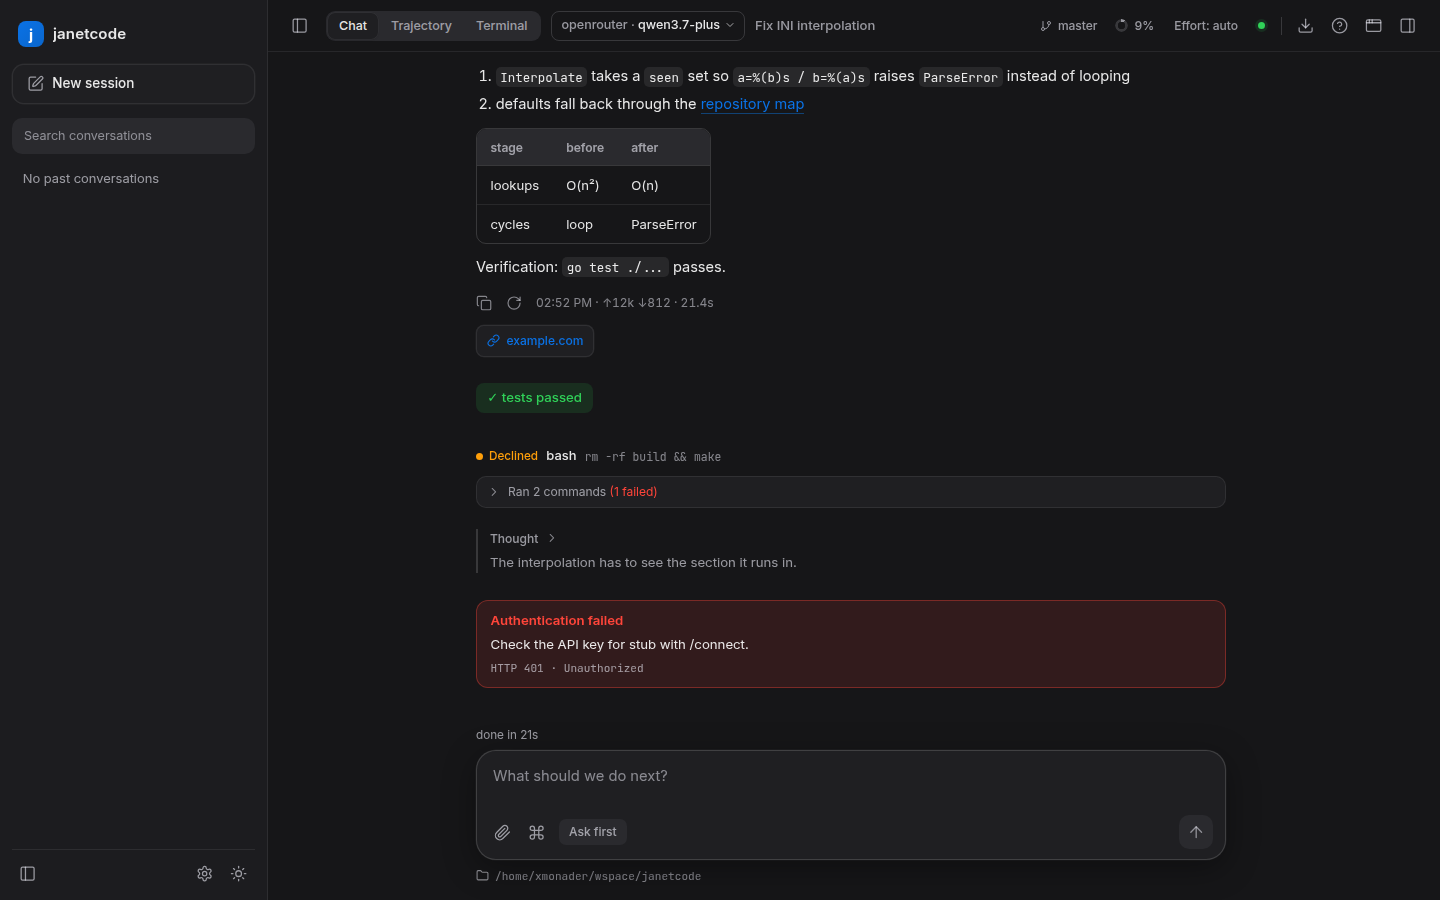 j janetcode
New session
Search conversations
No past conversations
Chat Trajectory Terminal openrouter · qwen3.7-plus Fix INI interpolation master 9% Effort: auto
1. Interpolate takes a seen set so a=%(b)s / b=%(a)s raises ParseError instead of looping
2. defaults fall back through the repository map
stage before after
lookups O(n²) O(n)
cycles loop ParseError
Verification: go test ./... passes.
02:52 PM · ↑12k ↓812 · 21.4s
example.com
✓ tests passed
Declined bash rm -rf build && make
Ran 2 commands (1 failed)
Thought
The interpolation has to see the section it runs in.
Authentication failed
Check the API key for stub with /connect.
HTTP 401 · Unauthorized
done in 21s
What should we do next?
Ask first
/home/xmonader/wspace/janetcode